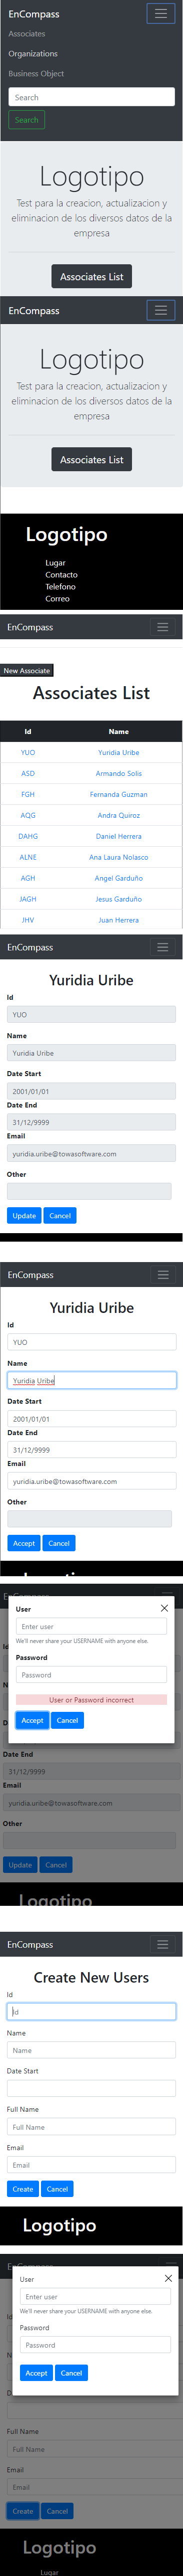 EnCompass
Associates
Organizations
Business Object
Search
Search
Logotipo
Test para la creacion, actualizacion y
eliminacion de los diversos datos de la
empresa
Associates List
EnCompass
Logotipo
Test para la creacion, actualizacion y
eliminacion de los diversos datos de la
empresa
Associates List
Logotipo
Lugar
Contacto
Telefono
Correo
EnCompass
New Associate
Associates List
Id Name
YUO Yuridia Uribe
ASD Armando Solis
FGH Fernanda Guzman
AQG Andra Quiroz
DAHG Daniel Herrera
ALNE Ana Laura Nolasco
AGH Angel Garduño
JAGH Jesus Garduño
JHV Juan Herrera
EnCompass
Yuridia Uribe
Id
YUO
Name
Yuridia Uribe
Date Start
2001/01/01
Date End
31/12/9999
Email
yuridia.uribe@towasoftware.com
Other
Update Cancel
EnCompass
Yuridia Uribe
Id
YUO
Name
Yuridia Uribe
Date Start
2001/01/01
Date End
31/12/9999
Email
yuridia.uribe@towasoftware.com
Other
Accept Cancel
User
Enter user
We'll never share your USERNAME with anyone else.
Password
Password
User or Password incorrect
Accept Cancel
Date End
31/12/9999
Email
yuridia.uribe@towasoftware.com
Other
Update Cancel
Logotipo
EnCompass
Create New Users
Id
Id
Name
Name
Date Start
Full Name
Full Name
Email
Email
Create Cancel
Logotipo
EnCompass
User
Enter user
We'll never share your USERNAME with anyone else.
Password
Password
Accept Cancel
Full Name
Full Name
Email
Email
Create Cancel
Logotipo
Lugar